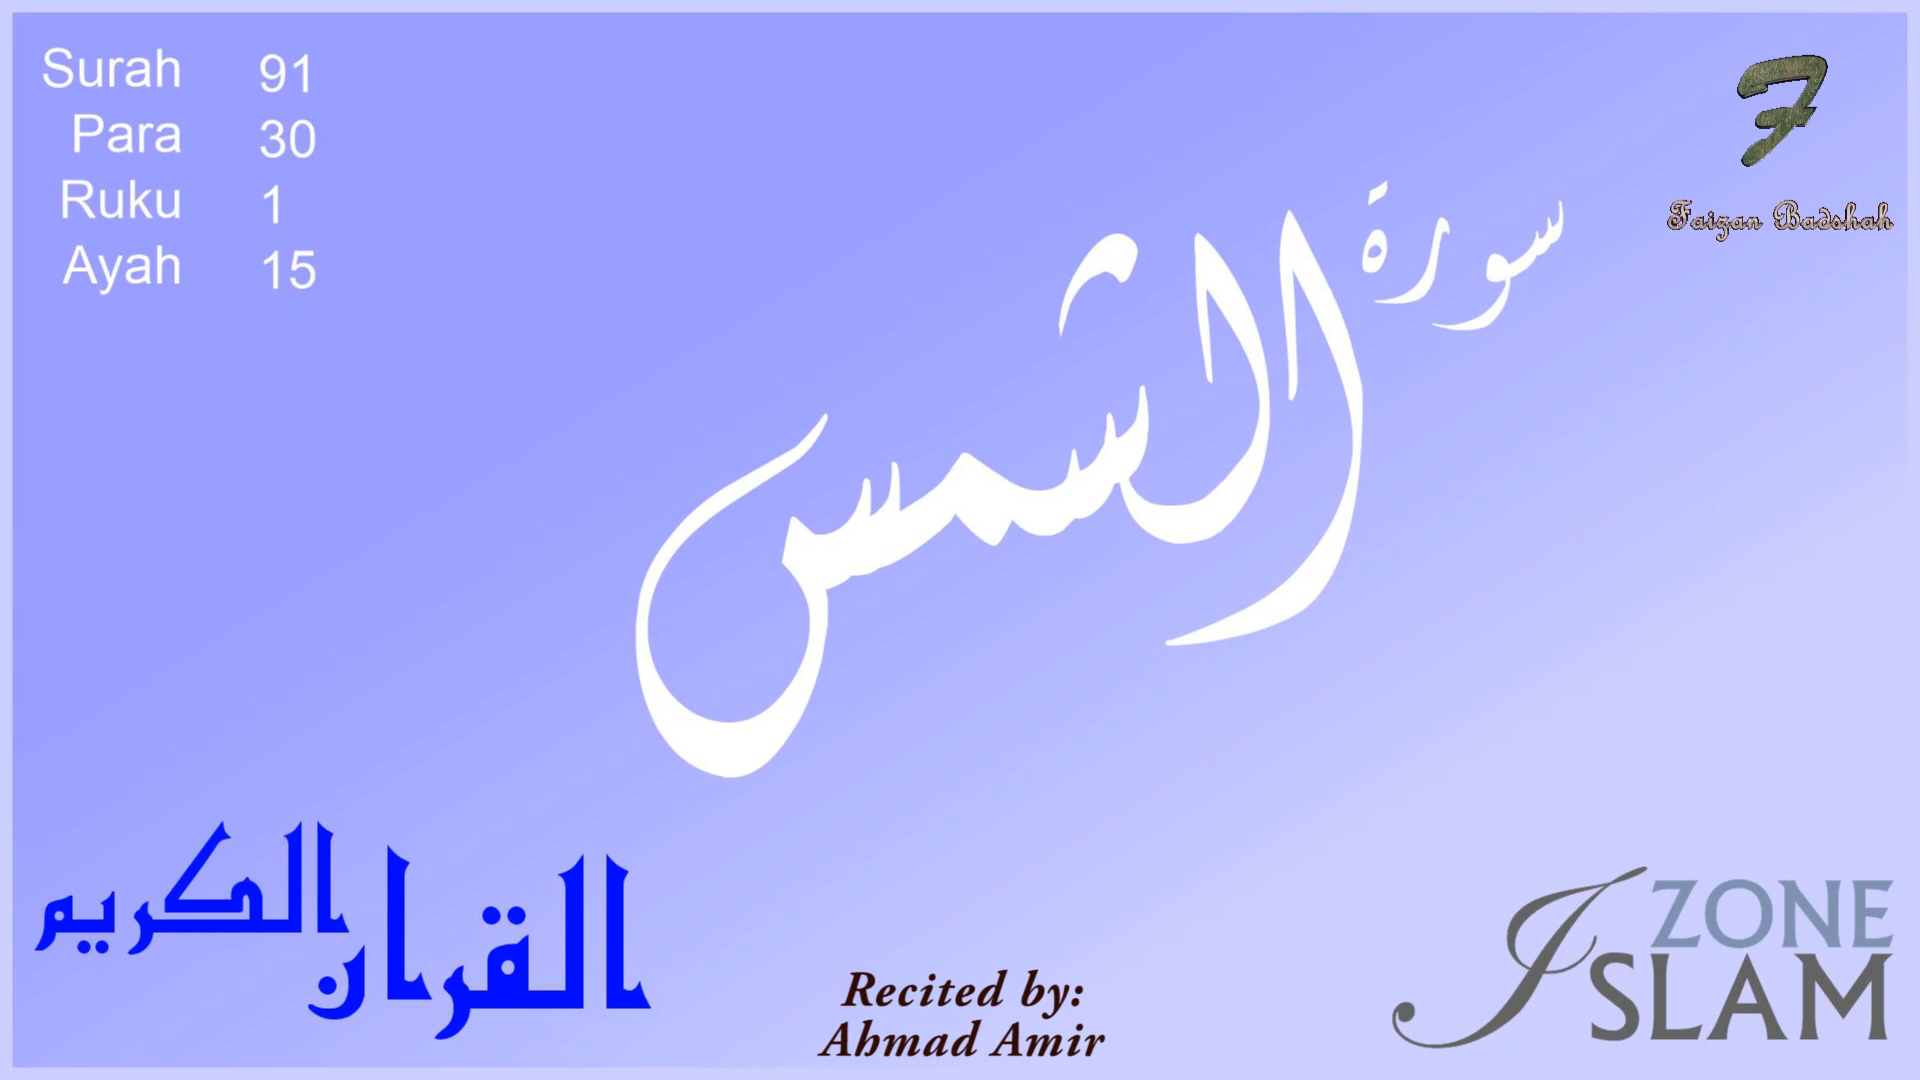 Surah 91
Para 30
Ruku 1
Ayah 15
F
Faizan Badshah
سورة
الشمس
القران
الكريم
Recited by:
Ahmad Amir
ZONE
ISLAM